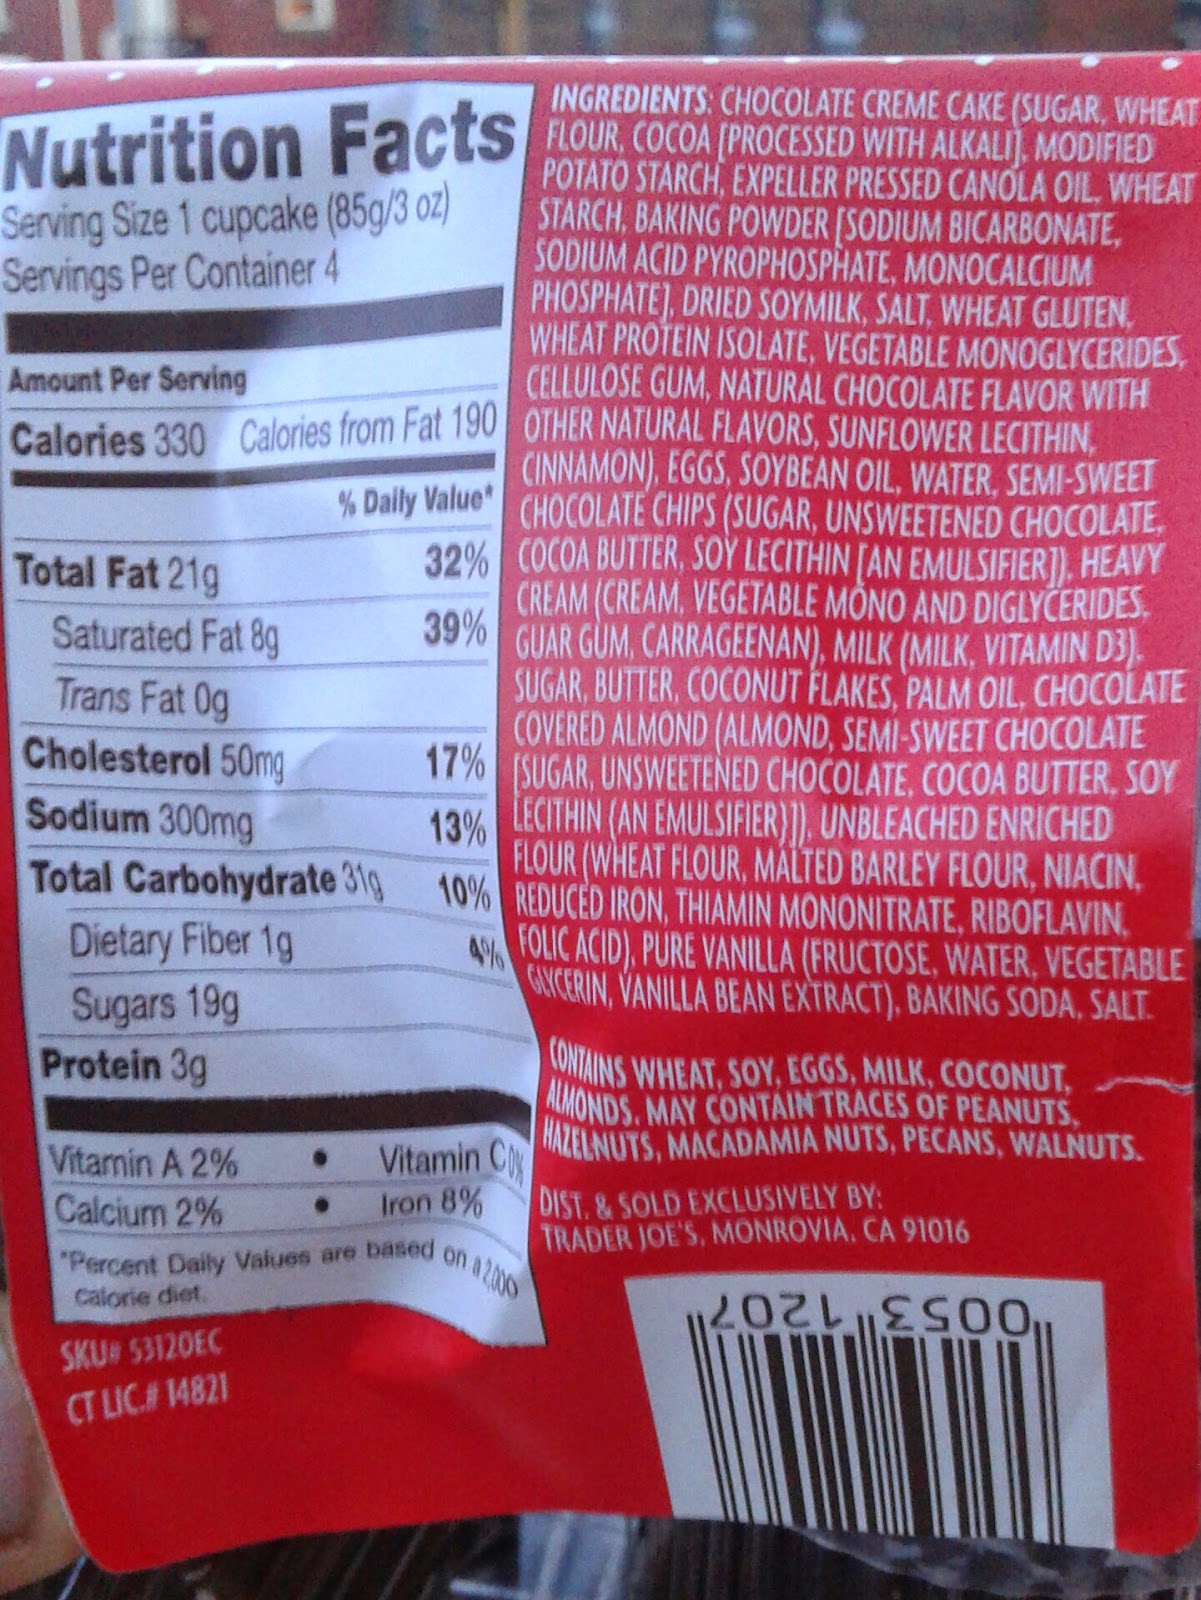 Nutrition Facts
Serving Size 1 cupcake (85g/3 oz)
Servings Per Container 4
Amount Per Serving
Calories 330 Calories from Fat 190
% Daily Value*
Total Fat 21g 32%
Saturated Fat 8g 39%
Trans Fat 0g
Cholesterol 50mg 17%
Sodium 300mg 13%
Total Carbohydrate 31g 10%
Dietary Fiber 1g 4%
Sugars 19g
Protein 3g
Vitamin A 2% • Vitamin C 0%
Calcium 2% • Iron 8%
*Percent Daily Values are based on a 2,000
calorie diet.
SKU# 53120EC
CT LIC.# 14821
INGREDIENTS: CHOCOLATE CREME CAKE (SUGAR, WHEAT
FLOUR, COCOA [PROCESSED WITH ALKALI], MODIFIED
POTATO STARCH, EXPELLER PRESSED CANOLA OIL, WHEAT
STARCH, BAKING POWDER [SODIUM BICARBONATE,
SODIUM ACID PYROPHOSPHATE, MONOCALCIUM
PHOSPHATE], DRIED SOYMILK, SALT, WHEAT GLUTEN,
WHEAT PROTEIN ISOLATE, VEGETABLE MONOGLYCERIDES,
CELLULOSE GUM, NATURAL CHOCOLATE FLAVOR WITH
OTHER NATURAL FLAVORS, SUNFLOWER LECITHIN,
CINNAMON), EGGS, SOYBEAN OIL, WATER, SEMI-SWEET
CHOCOLATE CHIPS (SUGAR, UNSWEETENED CHOCOLATE,
COCOA BUTTER, SOY LECITHIN [AN EMULSIFIER]), HEAVY
CREAM (CREAM, VEGETABLE MONO AND DIGLYCERIDES,
GUAR GUM, CARRAGEENAN), MILK (MILK, VITAMIN D3),
SUGAR, BUTTER, COCONUT FLAKES, PALM OIL, CHOCOLATE
COVERED ALMOND (ALMOND, SEMI-SWEET CHOCOLATE
[SUGAR, UNSWEETENED CHOCOLATE, COCOA BUTTER, SOY
LECITHIN {AN EMULSIFIER}]), UNBLEACHED ENRICHED
FLOUR (WHEAT FLOUR, MALTED BARLEY FLOUR, NIACIN,
REDUCED IRON, THIAMIN MONONITRATE, RIBOFLAVIN,
FOLIC ACID), PURE VANILLA (FRUCTOSE, WATER, VEGETABLE
GLYCERIN, VANILLA BEAN EXTRACT), BAKING SODA, SALT.
CONTAINS WHEAT, SOY, EGGS, MILK, COCONUT,
ALMONDS. MAY CONTAIN TRACES OF PEANUTS,
HAZELNUTS, MACADAMIA NUTS, PECANS, WALNUTS.
DIST. & SOLD EXCLUSIVELY BY:
TRADER JOE'S, MONROVIA, CA 91016
0053 1207